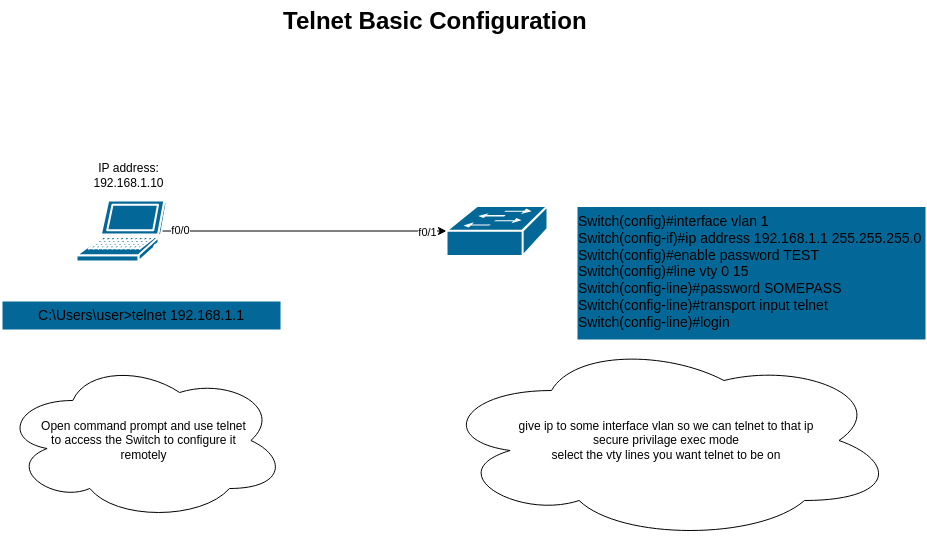 Telnet Basic Configuration
IP address:
192.168.1.10
f0/0
f0/1
Switch(config)#interface vlan 1
Switch(config-if)#ip address 192.168.1.1 255.255.255.0
Switch(config)#enable password TEST
Switch(config)#line vty 0 15
Switch(config-line)#password SOMEPASS
Switch(config-line)#transport input telnet
Switch(config-line)#login
C:\Users\user>telnet 192.168.1.1
Open command prompt and use telnet
to access the Switch to configure it
remotely
give ip to some interface vlan so we can telnet to that ip
secure privilage exec mode
select the vty lines you want telnet to be on